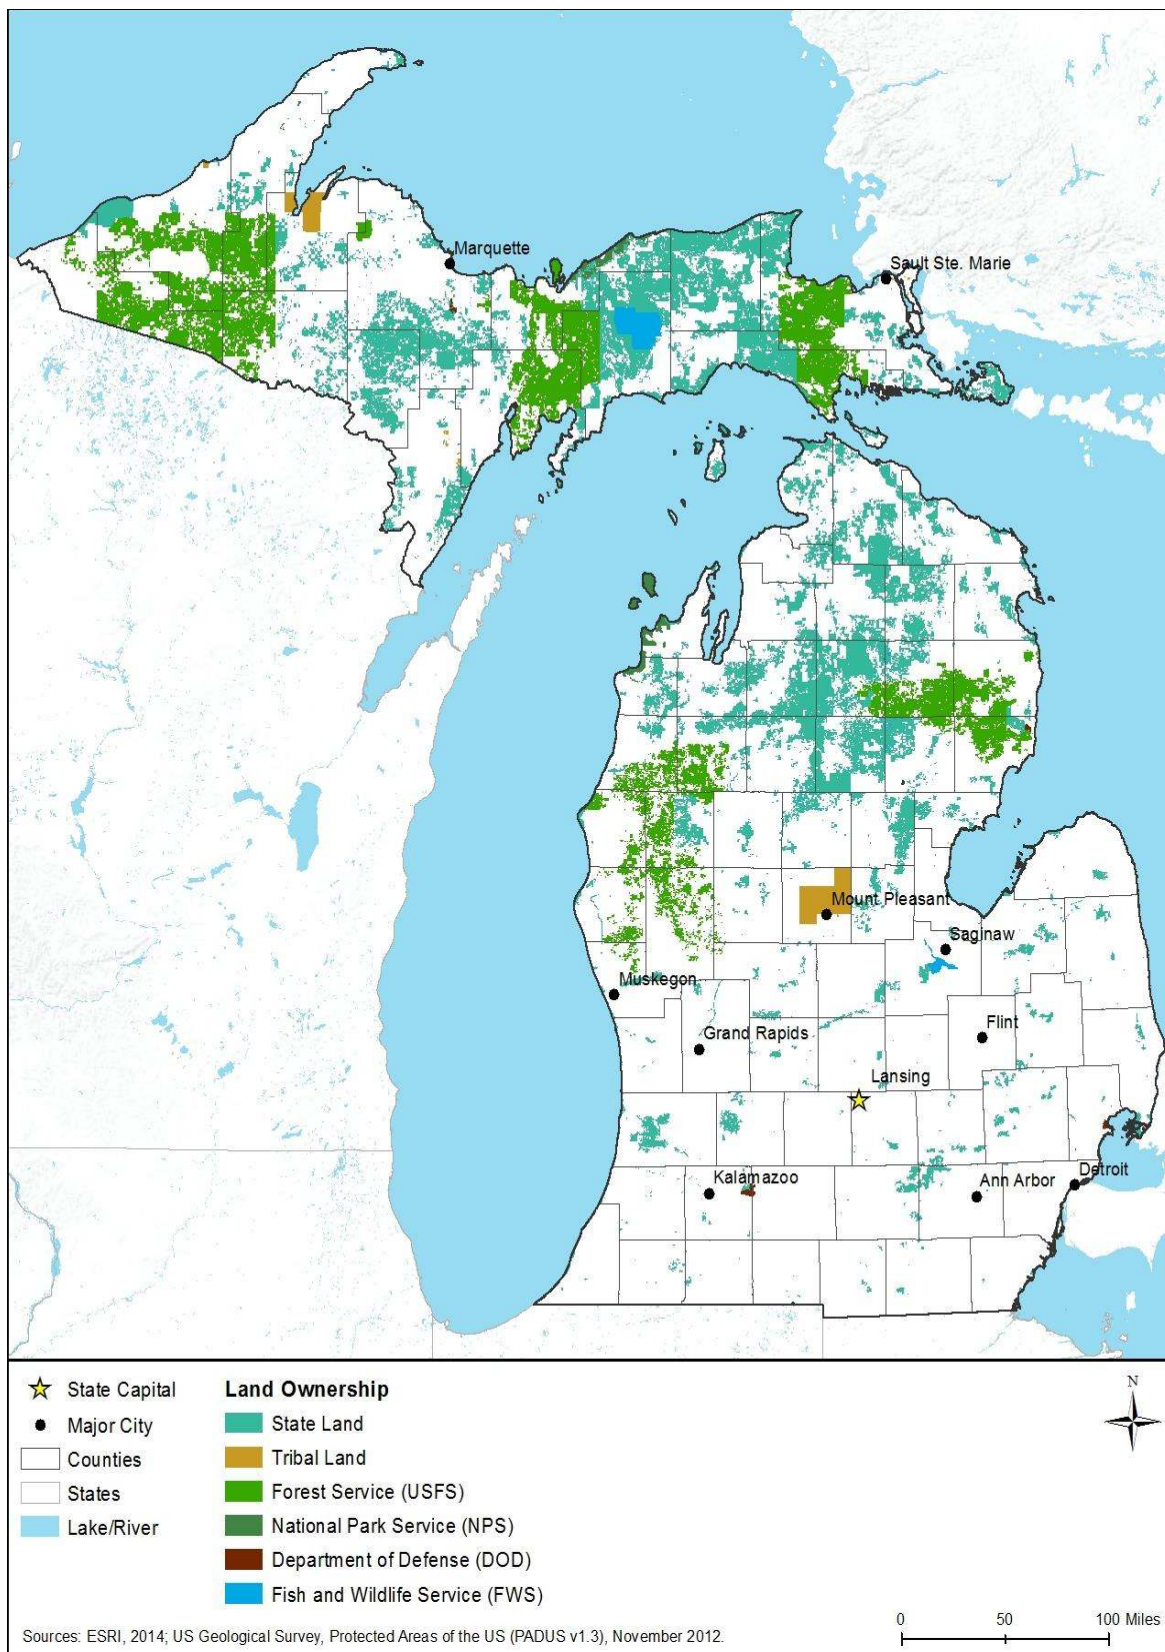 Marquette
Sault Ste. Marie
Mount Pleasant
Saginaw
Muskegon
Grand Rapids
Flint
Lansing
Kalamazoo
Ann Arbor
Detroit
State Capital
Major City
Counties
States
Lake/River
Land Ownership
State Land
Tribal Land
Forest Service (USFS)
National Park Service (NPS)
Department of Defense (DOD)
Fish and Wildlife Service (FWS)
N
0 50 100 Miles
Sources: ESRI, 2014; US Geological Survey, Protected Areas of the US (PADUS v1.3), November 2012.